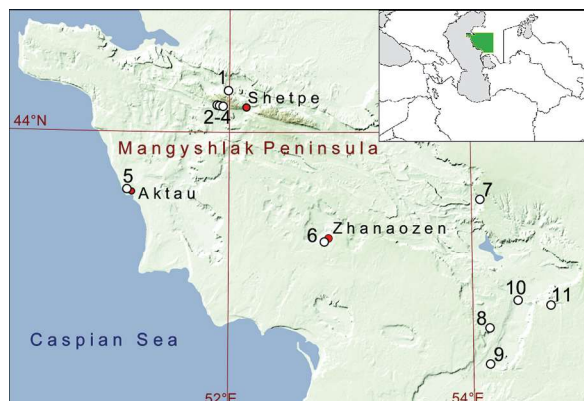 1
Shetpe
2-4
44°N
Mangyshlak Peninsula
5
Aktau
7
Zhanaozen
6
10
11
8
Caspian Sea
9
52°E
54°E